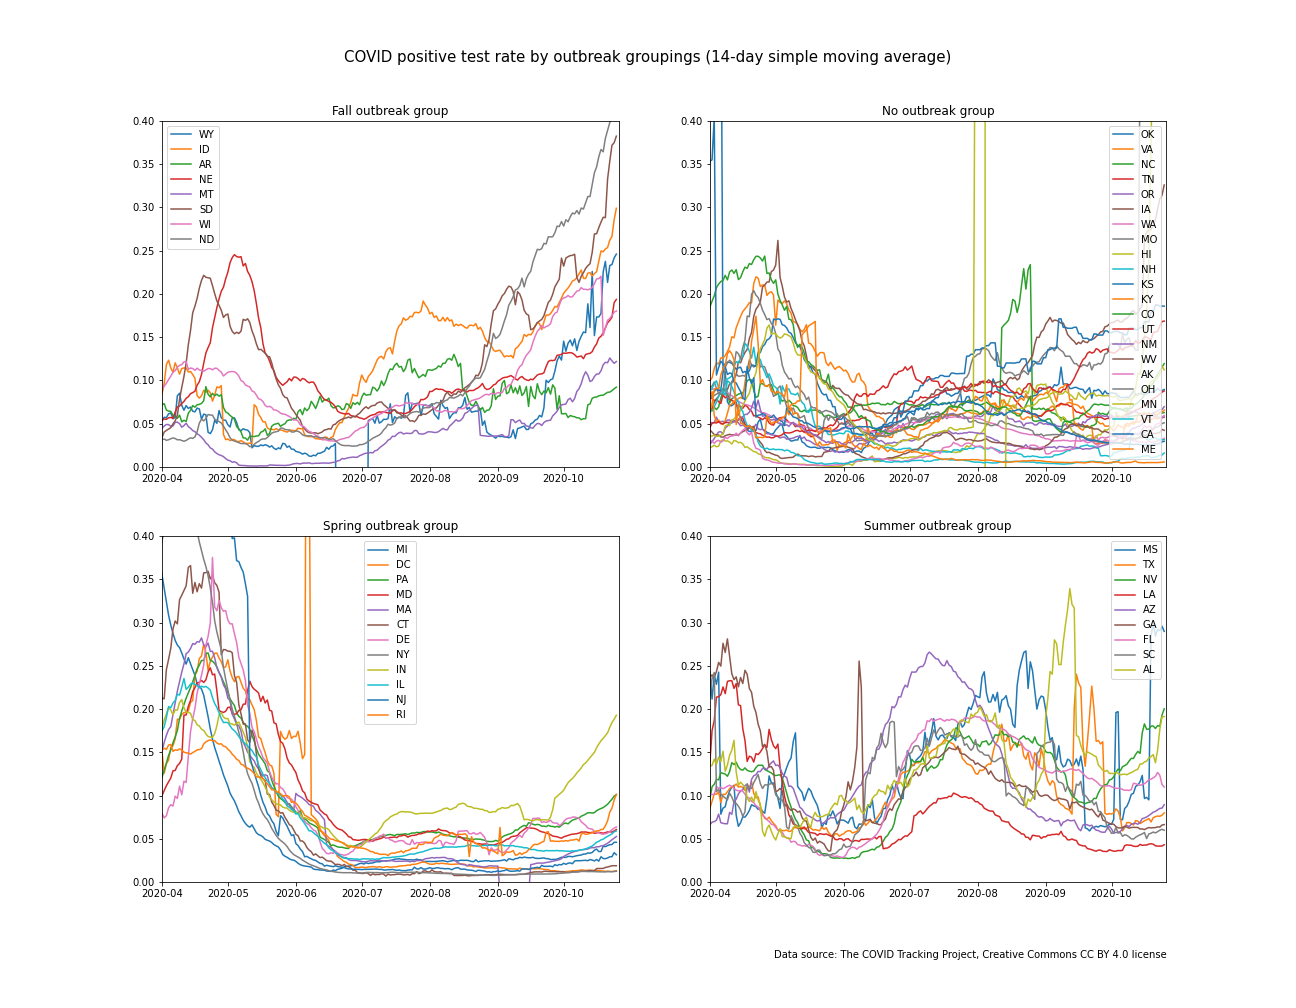 COVID positive test rate by outbreak groupings (14-day simple moving average)
Fall outbreak group
0.40
0.35
0.30
0.25
0.20
0.15
0.10
0.05
0.00
2020-04 2020-05 2020-06 2020-07 2020-08 2020-09 2020-10
WY
ID
AR
NE
MT
SD
WI
ND
No outbreak group
0.40
0.35
0.30
0.25
0.20
0.15
0.10
0.05
0.00
2020-04 2020-05 2020-06 2020-07 2020-08 2020-09 2020-10
OK
VA
NC
TN
OR
IA
WA
MO
HI
NH
KS
KY
CO
UT
NM
WV
AK
OH
MN
VT
CA
ME
Spring outbreak group
0.40
0.35
0.30
0.25
0.20
0.15
0.10
0.05
0.00
2020-04 2020-05 2020-06 2020-07 2020-08 2020-09 2020-10
MI
DC
PA
MD
MA
CT
DE
NY
IN
IL
NJ
RI
Summer outbreak group
0.40
0.35
0.30
0.25
0.20
0.15
0.10
0.05
0.00
2020-04 2020-05 2020-06 2020-07 2020-08 2020-09 2020-10
MS
TX
NV
LA
AZ
GA
FL
SC
AL
Data source: The COVID Tracking Project, Creative Commons CC BY 4.0 license